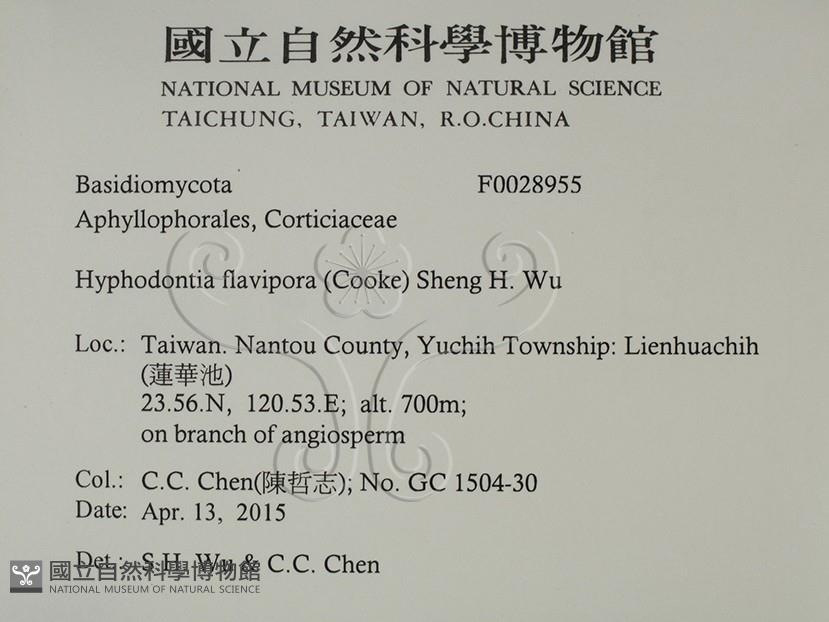 國立自然科學博物館
NATIONAL MUSEUM OF NATURAL SCIENCE
TAICHUNG, TAIWAN, R.O.CHINA
Basidiomycota F0028955
Aphyllophorales, Corticiaceae
Hyphodontia flavipora (Cooke) Sheng H. Wu
Loc.: Taiwan. Nantou County, Yuchih Township: Lienhuachih
(蓮華池)
23.56.N, 120.53.E; alt. 700m;
on branch of angiosperm
Col.: C.C. Chen(陳哲志); No. GC 1504-30
Date: Apr. 13, 2015
Det.: S.H. Wu & C.C. Chen
國立自然科學博物館
NATIONAL MUSEUM OF NATURAL SCIENCE